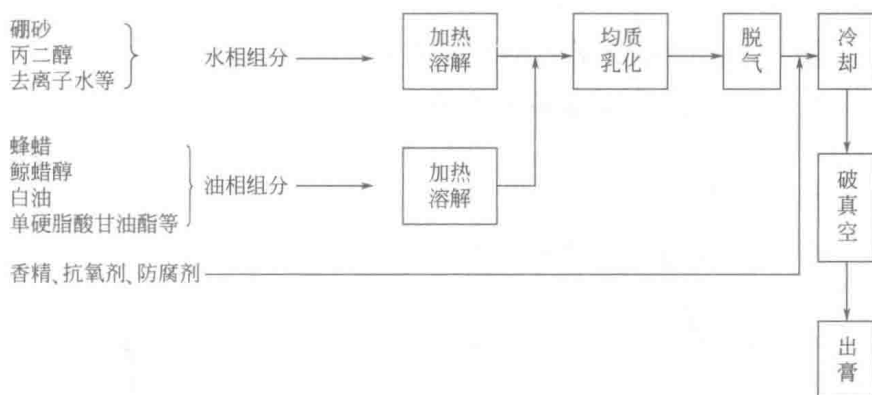 硼砂
丙二醇
去离子水等
水相组分
加热
溶解
均质
乳化
脱
气
冷
却
蜂蜡
鲸蜡醇
白油
单硬脂酸甘油酯等
油相组分
加热
溶解
破
真
空
香精、抗氧剂、防腐剂
出
膏